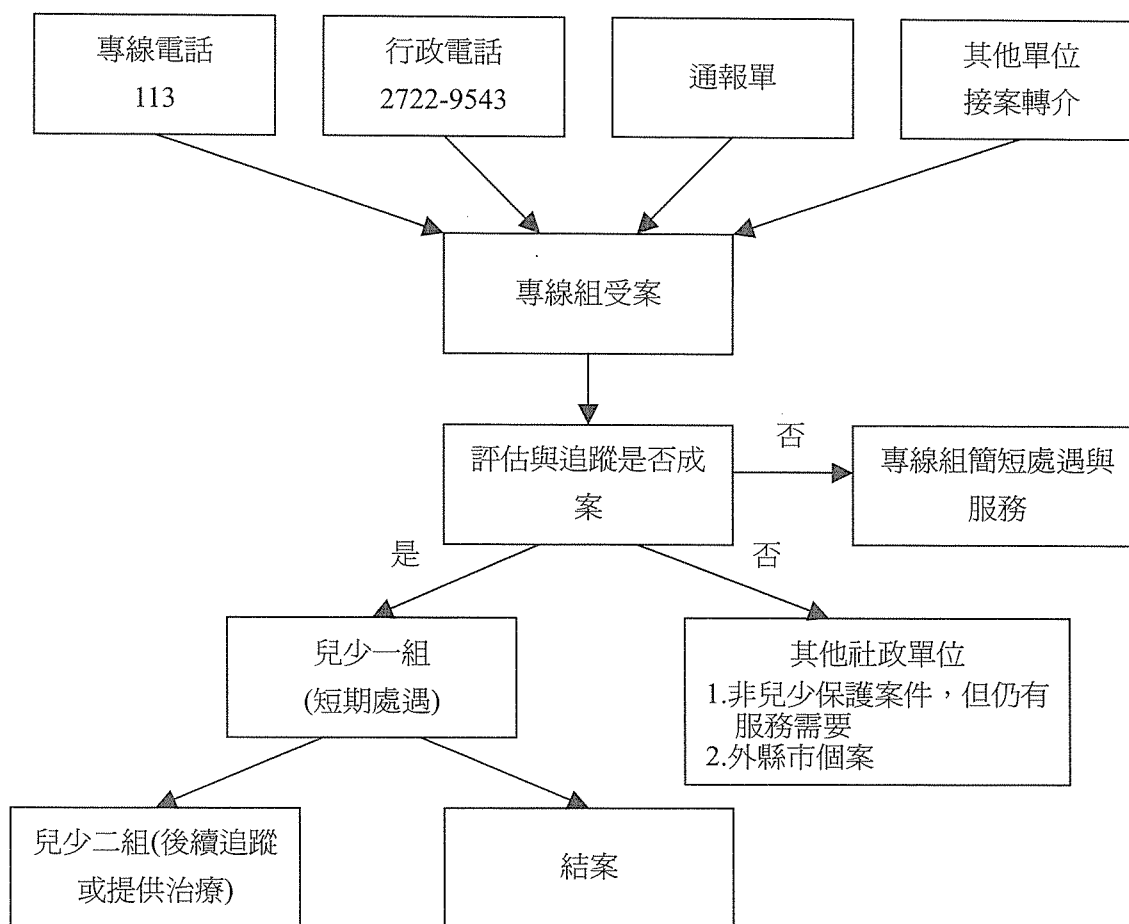 專線電話
113
行政電話
2722-9543
通報單
其他單位
接案轉介
專線組受案
評估與追蹤是否成
案
否
專線組簡短處遇與
服務
是
否
兒少一組
(短期處遇)
其他社政單位
1.非兒少保護案件，但仍有
服務需要
2.外縣市個案
兒少二組(後續追蹤
或提供治療)
結案